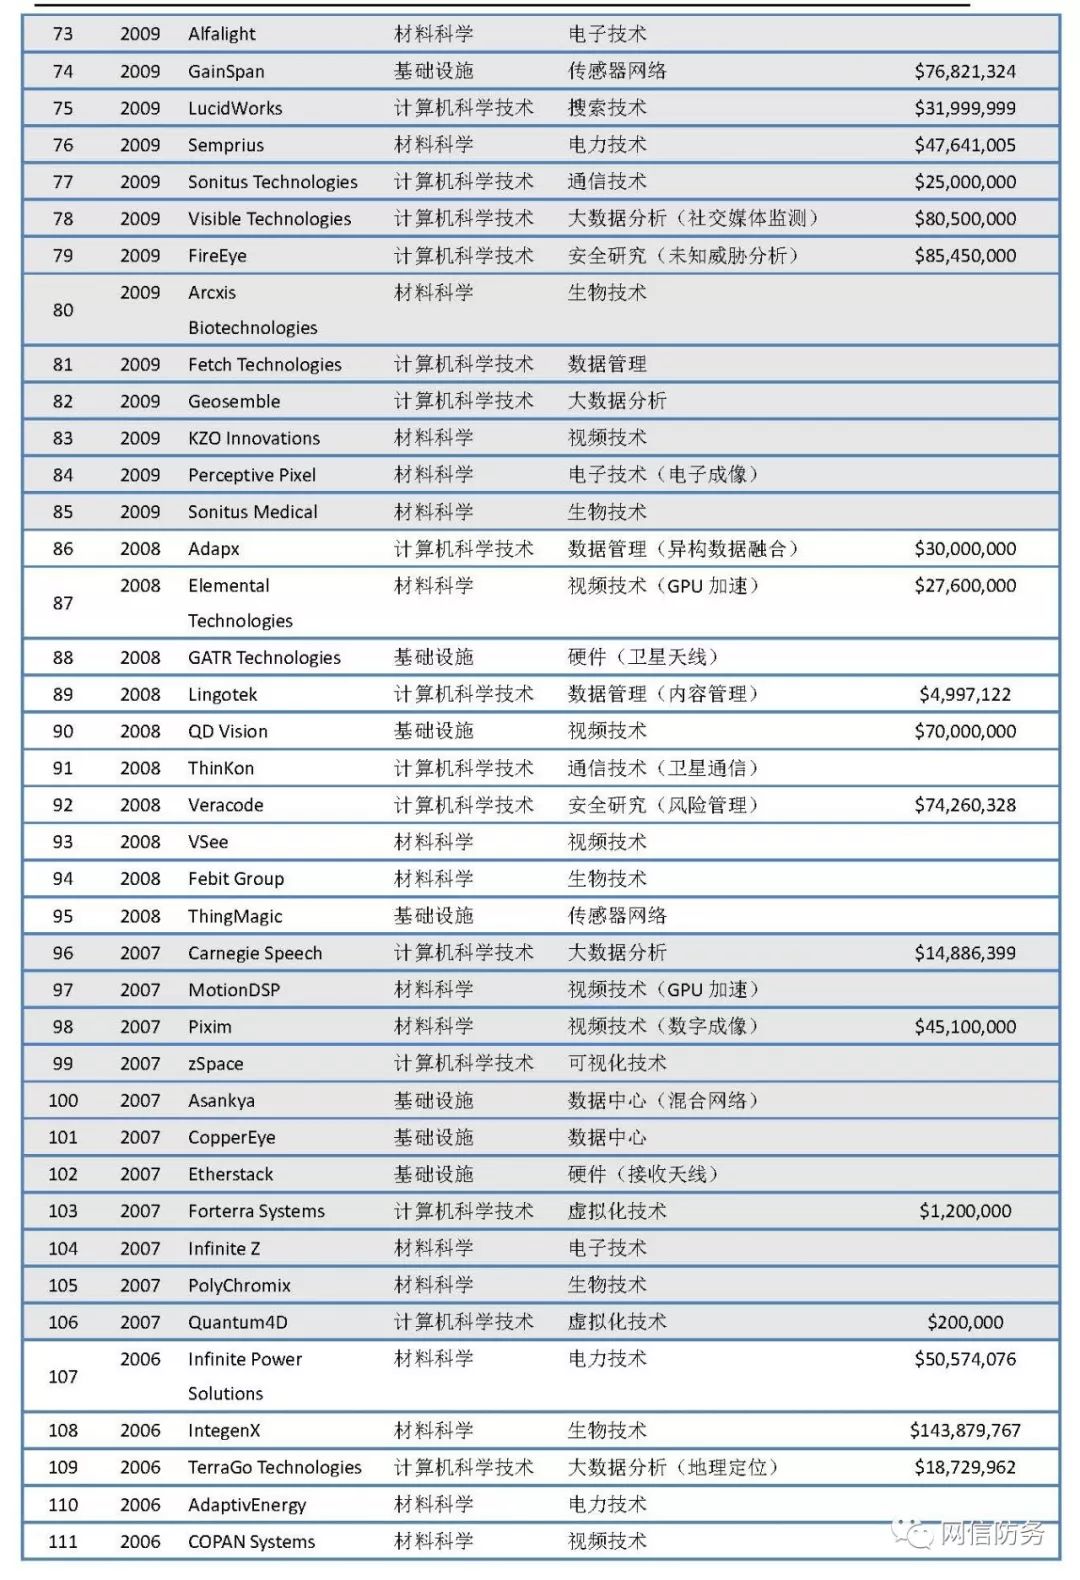 73 2009 Alfalight 材料科学 电子技术
74 2009 GainSpan 基础设施 传感器网络 $76,821,324
75 2009 LucidWorks 计算机科学技术 搜索技术 $31,999,999
76 2009 Semprius 材料科学 电力技术 $47,641,005
77 2009 Sonitus Technologies 计算机科学技术 通信技术 $25,000,000
78 2009 Visible Technologies 计算机科学技术 大数据分析（社交媒体监测） $80,500,000
79 2009 FireEye 计算机科学技术 安全研究（未知威胁分析） $85,450,000
80 2009 Arcxis 材料科学 生物技术
Biotechnologies
81 2009 Fetch Technologies 计算机科学技术 数据管理
82 2009 Geosemble 计算机科学技术 大数据分析
83 2009 KZO Innovations 材料科学 视频技术
84 2009 Perceptive Pixel 材料科学 电子技术（电子成像）
85 2009 Sonitus Medical 材料科学 生物技术
86 2008 Adapx 计算机科学技术 数据管理（异构数据融合） $30,000,000
87 2008 Elemental 材料科学 视频技术（GPU 加速） $27,600,000
Technologies
88 2008 GATR Technologies 基础设施 硬件（卫星天线）
89 2008 Lingotek 计算机科学技术 数据管理（内容管理） $4,997,122
90 2008 QD Vision 基础设施 视频技术 $70,000,000
91 2008 ThinKon 计算机科学技术 通信技术（卫星通信）
92 2008 Veracode 计算机科学技术 安全研究（风险管理） $74,260,328
93 2008 VSee 材料科学 视频技术
94 2008 Febit Group 材料科学 生物技术
95 2008 ThingMagic 基础设施 传感器网络
96 2007 Carnegie Speech 计算机科学技术 大数据分析 $14,886,399
97 2007 MotionDSP 材料科学 视频技术（GPU 加速）
98 2007 Pixim 材料科学 视频技术（数字成像） $45,100,000
99 2007 zSpace 计算机科学技术 可视化技术
100 2007 Asankya 基础设施 数据中心（混合网络）
101 2007 CopperEye 基础设施 数据中心
102 2007 Etherstack 基础设施 硬件（接收天线）
103 2007 Forterra Systems 计算机科学技术 虚拟化技术 $1,200,000
104 2007 Infinite Z 材料科学 电子技术
105 2007 PolyChromix 材料科学 生物技术
106 2007 Quantum4D 计算机科学技术 虚拟化技术 $200,000
107 2006 Infinite Power 材料科学 电力技术 $50,574,076
Solutions
108 2006 IntegenX 材料科学 生物技术 $143,879,767
109 2006 TerraGo Technologies 计算机科学技术 大数据分析（地理定位） $18,729,962
110 2006 AdaptivEnergy 材料科学 电力技术
111 2006 COPAN Systems 材料科学 视频技术
网信防务